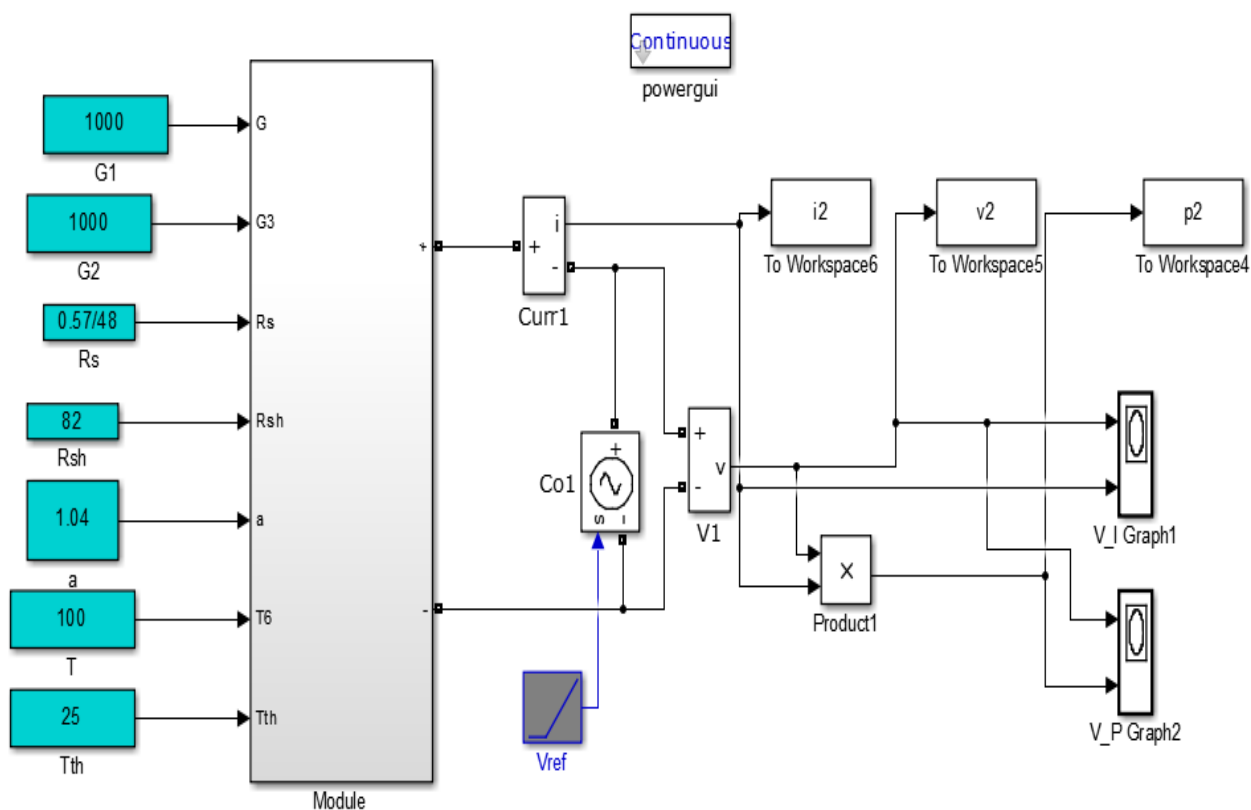 Continuous
powergui
1000
G
G1
1000
G3
G2
0.57/48
Rs
Rs
82
Rsh
Rsh
1.04
a
a
100
T6
T
25
Tth
Tth
+
-
Module
+
i
-
Curr1
Co1
+
s
–
Vref
+
-
v
V1
i2
To Workspace6
v2
To Workspace5
p2
To Workspace4
V_I Graph1
×
Product1
V_P Graph2